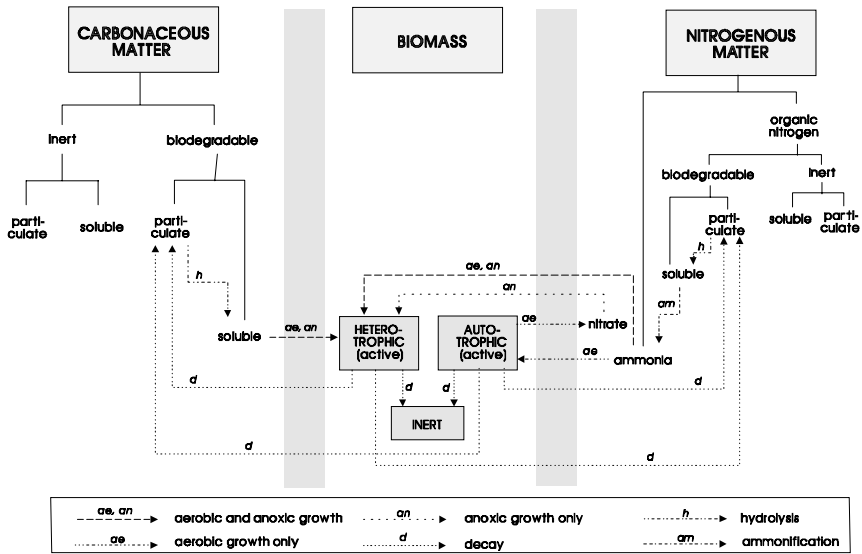 CARBONACEOUS
MATTER
BIOMASS
NITROGENOUS
MATTER
organic
nitrogen
inert
biodegradable
biodegradable
inert
parti-
culate
soluble
parti-
culate
parti-
culate
soluble
parti-
culate
h
h
soluble
ae, an
an
am
soluble
ae, an
HETERO-
TROPHIC
(active)
AUTO-
TROPHIC
(active)
ae
nitrate
ae
ammonia
d
d
d
d
INERT
d
d
ae, an
aerobic and anoxic growth
an
anoxic growth only
h
hydrolysis
ae
aerobic growth only
d
decay
am
ammonification